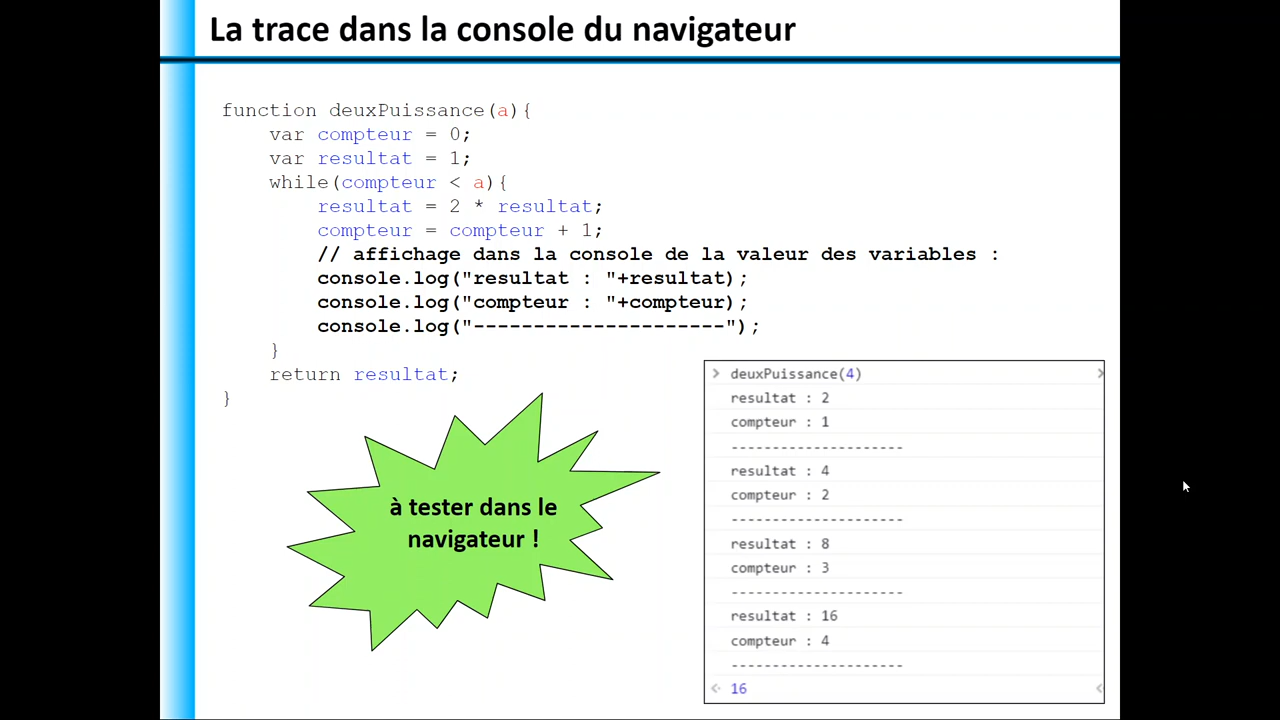 La trace dans la console du navigateur
function deuxPuissance(a){
    var compteur = 0;
    var resultat = 1;
    while(compteur < a){
        resultat = 2 * resultat;
        compteur = compteur + 1;
        // affichage dans la console de la valeur des variables :
        console.log("resultat : "+resultat);
        console.log("compteur : "+compteur);
        console.log("---------------------");
    }
    return resultat;
}
à tester dans le
navigateur !
> deuxPuissance(4)
resultat : 2
compteur : 1
---------------------
resultat : 4
compteur : 2
---------------------
resultat : 8
compteur : 3
---------------------
resultat : 16
compteur : 4
---------------------
16